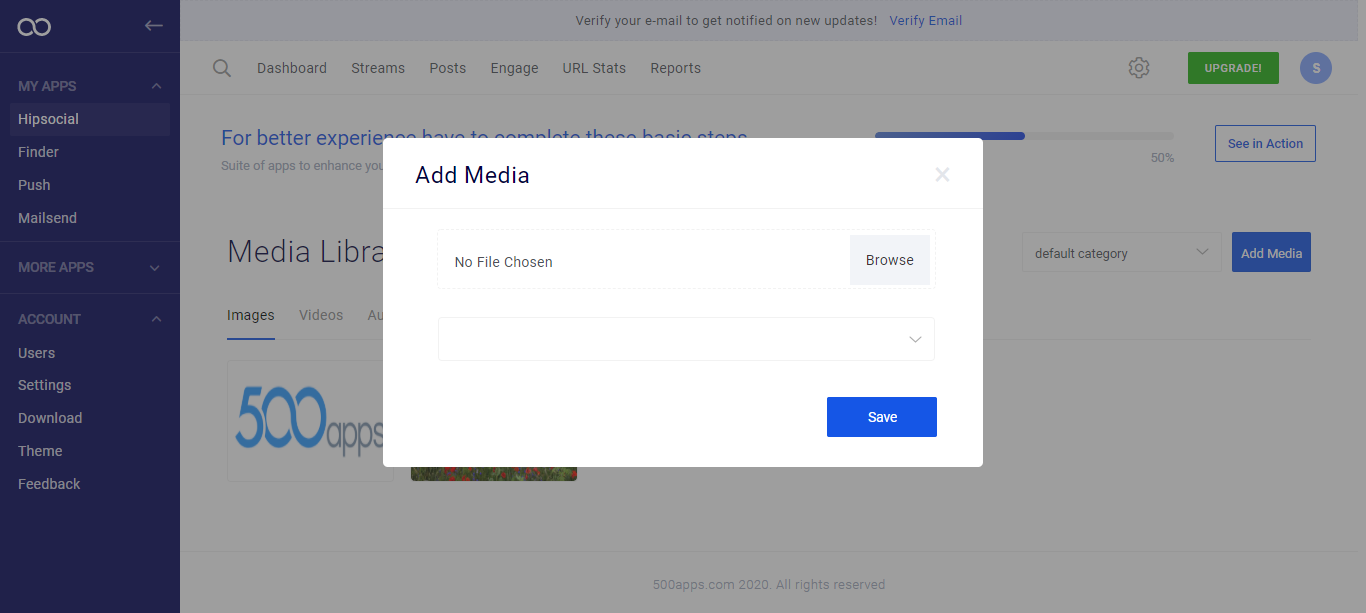 Verify your e-mail to get notified on new updates! Verify Email
Dashboard Streams Posts Engage URL Stats Reports
UPGRADE!
S
MY APPS
Hipsocial
Finder
Push
Mailsend
MORE APPS
ACCOUNT
Users
Settings
Download
Theme
Feedback
For better experience have to complete these basic steps
Suite of apps to enhance you
50%
See in Action
Media Libra
default category
Add Media
Images Videos Au
500apps
Add Media
No File Chosen
Browse
Save
500apps.com 2020. All rights reserved